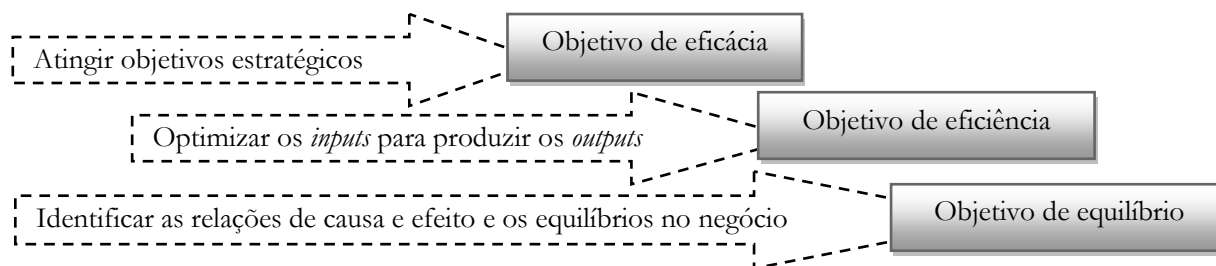 Atingir objetivos estratégicos
Objetivo de eficácia
Optimizar os inputs para produzir os outputs
Objetivo de eficiência
Identificar as relações de causa e efeito e os equilíbrios no negócio
Objetivo de equilíbrio